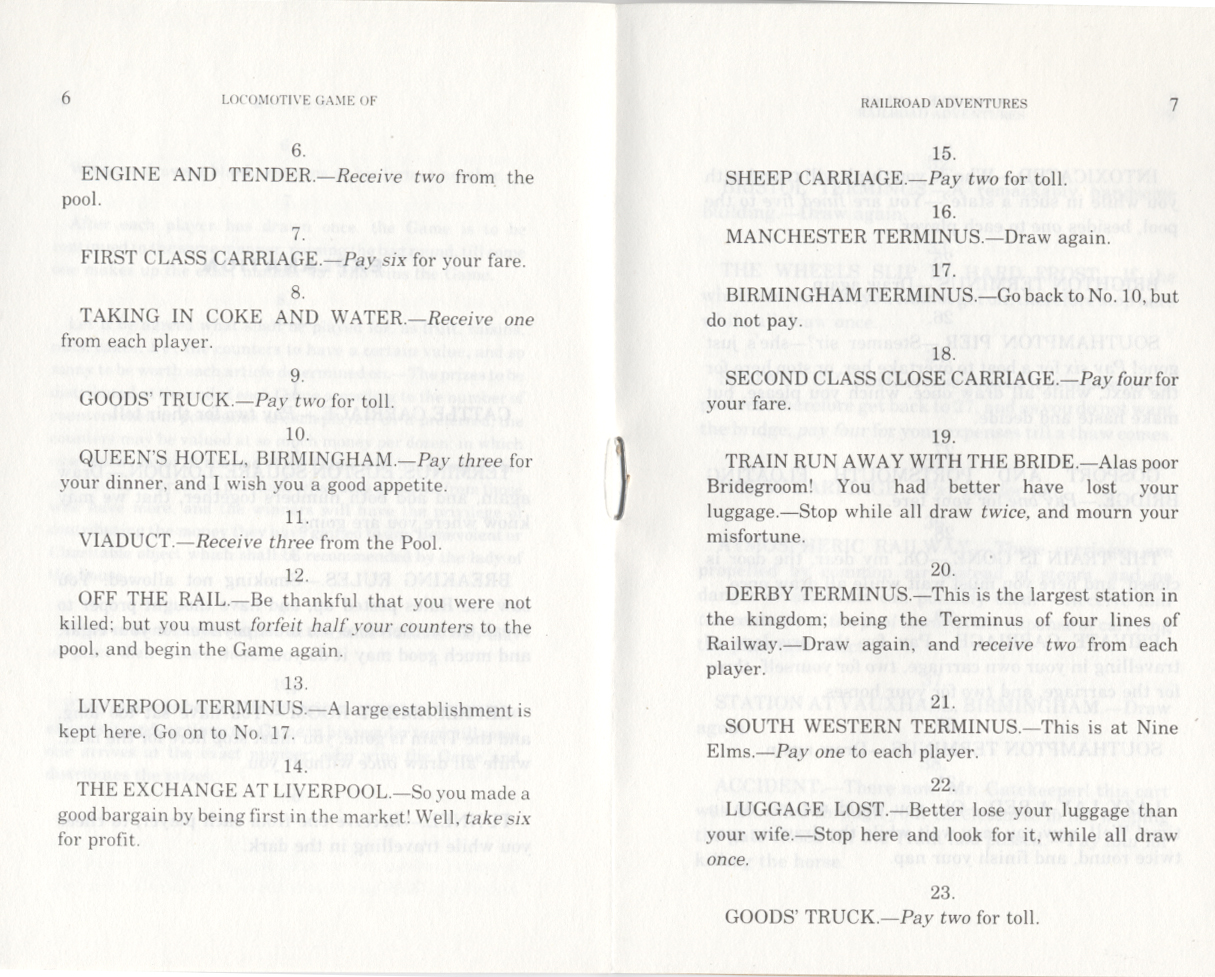 6
LOCOMOTIVE GAME OF
6.
ENGINE AND TENDER.—Receive two from the
pool.
7.
FIRST CLASS CARRIAGE.—Pay six for your fare.
8.
TAKING IN COKE AND WATER.—Receive one
from each player.
9.
GOODS' TRUCK.—Pay two for toll.
10.
QUEEN'S HOTEL, BIRMINGHAM.—Pay three for
your dinner, and I wish you a good appetite.
11.
VIADUCT.—Receive three from the Pool.
12.
OFF THE RAIL.—Be thankful that you were not
killed; but you must forfeit half your counters to the
pool, and begin the Game again.
13.
LIVERPOOL TERMINUS.—A large establishment is
kept here. Go on to No. 17.
14.
THE EXCHANGE AT LIVERPOOL.—So you made a
good bargain by being first in the market! Well, take six
for profit.
RAILROAD ADVENTURES
7
15.
SHEEP CARRIAGE.—Pay two for toll.
16.
MANCHESTER TERMINUS.—Draw again.
17.
BIRMINGHAM TERMINUS.—Go back to No. 10, but
do not pay.
18.
SECOND CLASS CLOSE CARRIAGE.—Pay four for
your fare.
19.
TRAIN RUN AWAY WITH THE BRIDE.—Alas poor
Bridegroom! You had better have lost your
luggage.—Stop while all draw twice, and mourn your
misfortune.
20.
DERBY TERMINUS.—This is the largest station in
the kingdom; being the Terminus of four lines of
Railway.—Draw again, and receive two from each
player.
21.
SOUTH WESTERN TERMINUS.—This is at Nine
Elms.—Pay one to each player.
22.
LUGGAGE LOST.—Better lose your luggage than
your wife.—Stop here and look for it, while all draw
once.
23.
GOODS' TRUCK.—Pay two for toll.